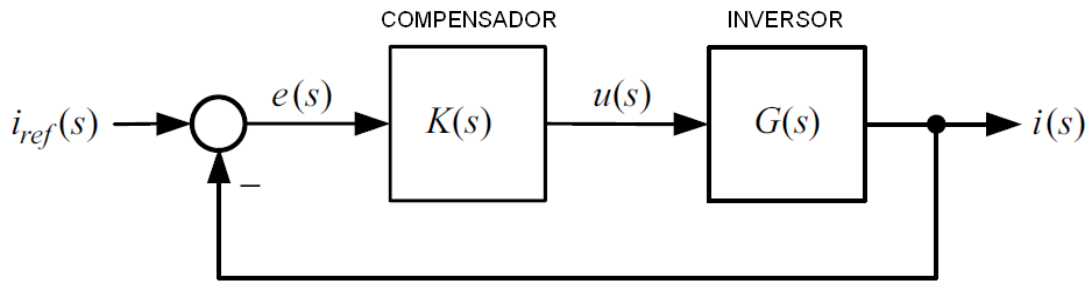 COMPENSADOR INVERSOR
i_ref(s) e(s) K(s) u(s) G(s) i(s)
−